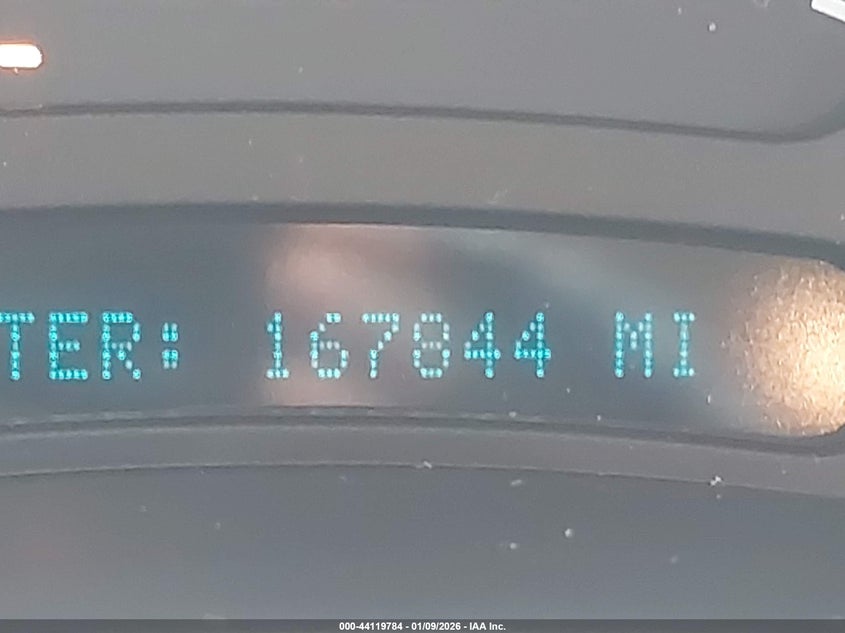 TER: 167844 MI
000-44119784 - 01/09/2026 - IAA Inc.